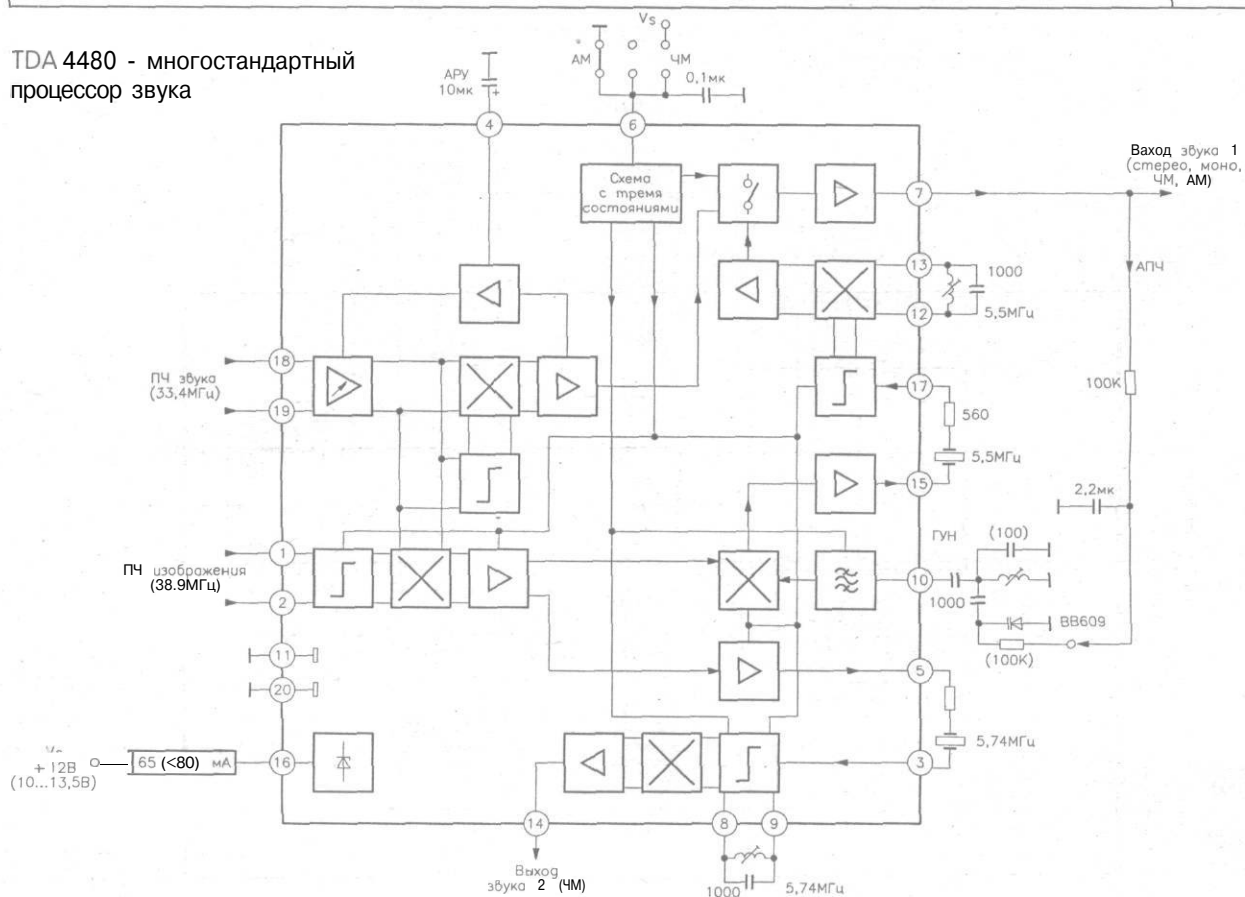 TDA 4480 - многостандартный
процессор звука
Vs
АМ
ЧМ
0,1мк
АРУ
10мк
+
4
6
Схема
с тремя
состояниями
7
Ваход звука 1
(стерео, моно,
ЧМ, АМ)
13
1000
12
5,5МГц
АПЧ
18
ПЧ звука
(33,4МГц)
19
17
560
100К
5,5МГц
15
2,2мк
1
ПЧ изображения
(38.9МГц)
2
ГУН
(100)
10
1000
ВВ609
(100К)
11
20
5
5,74МГц
+ 12В
(10...13,5В)
65 (<80) мА
16
3
14
8
9
Выход
звука 2 (ЧМ)
1000
5,74МГц